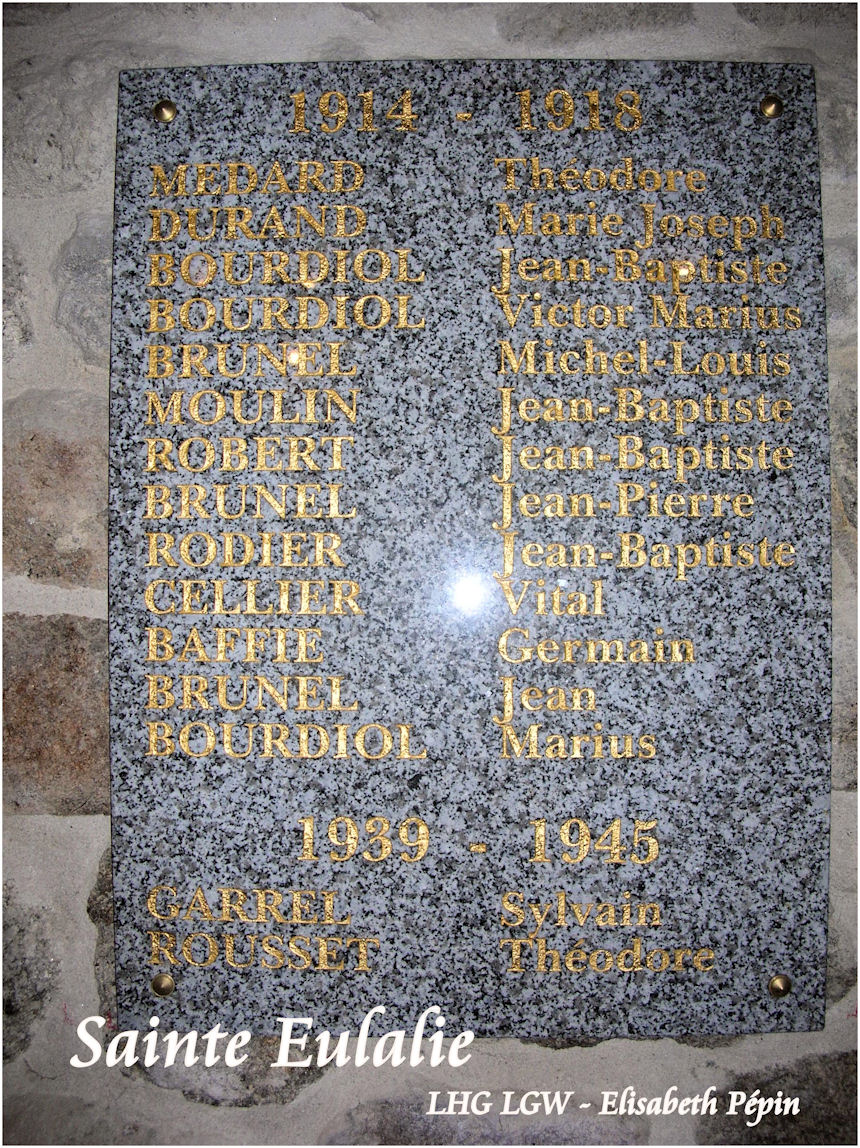 1914 - 1918
MEDARD Théodore
DURAND Marie Joseph
BOURDIOL Jean-Baptiste
BOURDIOL Victor Marius
BRUNEL Michel-Louis
MOULIN Jean-Baptiste
ROBERT Jean-Baptiste
BRUNEL Jean-Pierre
RODIER Jean-Baptiste
CELLIER Vital
BAFFIE Germain
BRUNEL Jean
BOURDIOL Marius
1939 - 1945
GARREL Sylvain
ROUSSET Théodore
Sainte Eulalie
LHG LGW - Elisabeth Pépin